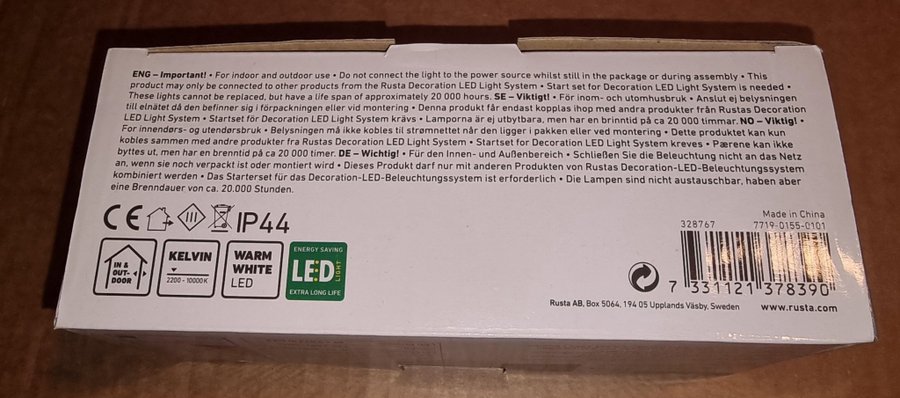 ENG – Important! • For indoor and outdoor use • Do not connect the light to the power source whilst still in the package or during assembly • This
product may only be connected to other products from the Rusta Decoration LED Light System • Start set for Decoration LED Light System is needed •
These lights cannot be replaced, but have a life span of approximately 20 000 hours. SE – Viktigt! • För inom- och utomhusbruk • Anslut ej belysningen
till elnätet då den befinner sig i förpackningen eller vid montering • Denna produkt får endast kopplas ihop med andra produkter från Rustas Decoration
LED Light System • Startset för Decoration LED Light System krävs • Lamporna är ej utbytbara, men har en brinntid på ca 20 000 timmar. NO – Viktig! •
For innendørs- og utendørsbruk • Belysningen må ikke kobles til strømnettet når den ligger i pakken eller ved montering • Dette produktet kan kun
kobles sammen med andre produkter fra Rustas Decoration LED Light System • Startset for Decoration LED Light System kreves • Pærene kan ikke
byttes ut, men har en brenntid på ca 20 000 timer. DE – Wichtig! • Für den Innen- und Außenbereich • Schließen Sie die Beleuchtung nicht an das Netz
an, wenn sie noch verpackt ist oder montiert wird • Dieses Produkt darf nur mit anderen Produkten von Rustas Decoration-LED-Beleuchtungssystem
kombiniert werden • Das Starterset für das Decoration-LED-Beleuchtungssystem ist erforderlich • Die Lampen sind nicht austauschbar, haben aber
eine Brenndauer von ca. 20.000 Stunden.
CE III IP44
IN &
OUT-
DOOR
KELVIN
2200 - 10000K
WARM
WHITE
LED
ENERGY SAVING
LED
LIGHT
EXTRA LONG LIFE
Made in China
328767 7719-0155-0101
7 331121 378390
Rusta AB, Box 5064, 194 05 Upplands Väsby, Sweden www.rusta.com